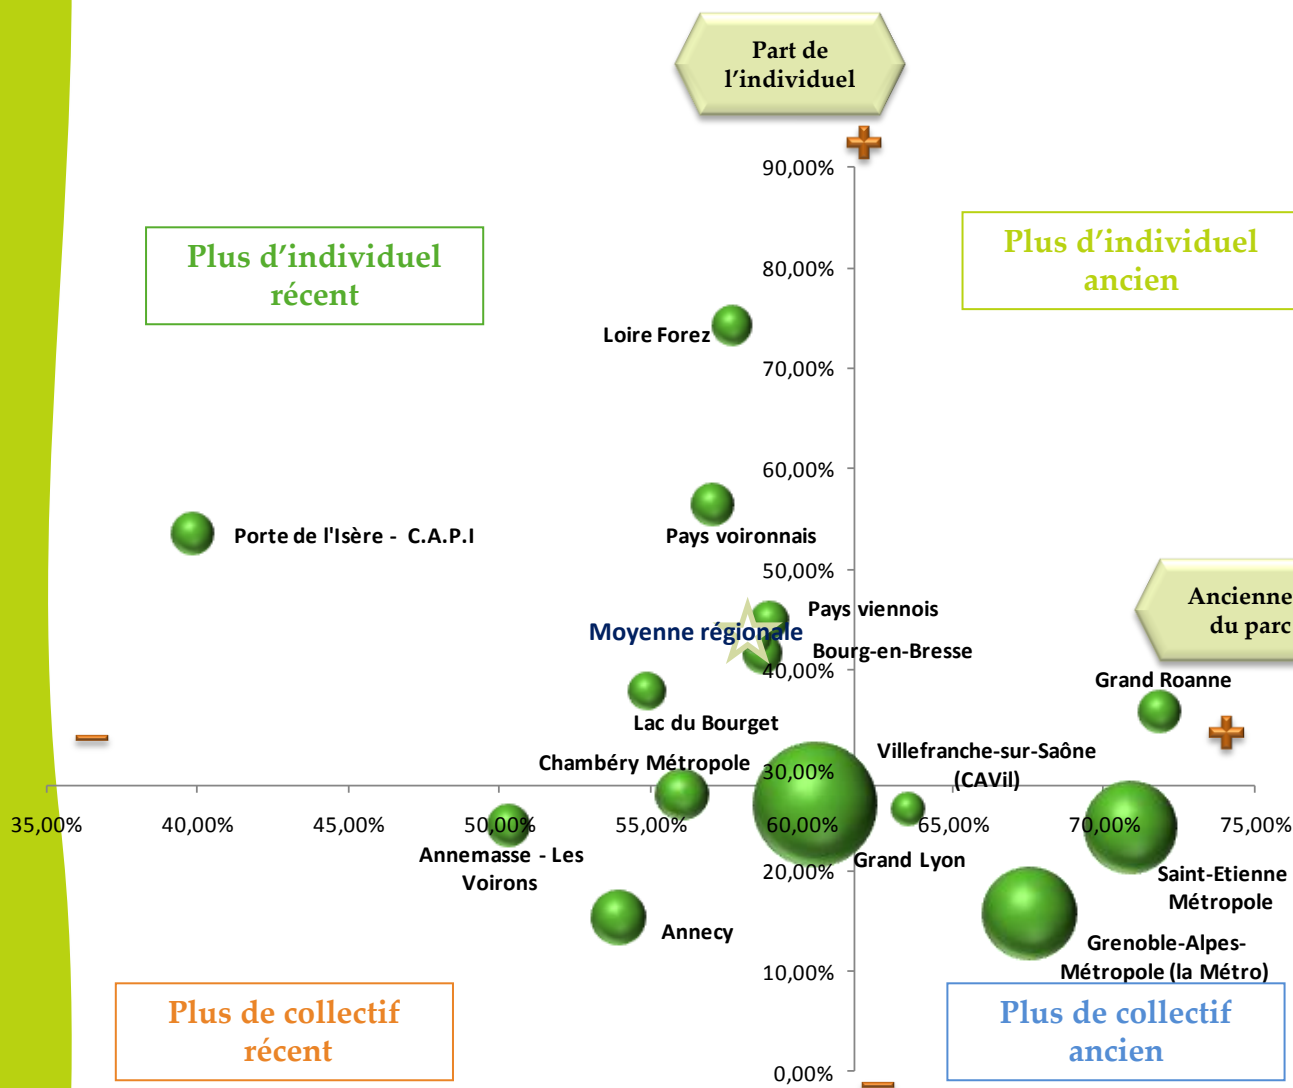 Part de
l’individuel
90,00%
Plus d’individuel
récent
Plus d’individuel
ancien
80,00%
Loire Forez
70,00%
60,00%
Porte de l'Isère - C.A.P.I
Pays voironnais
50,00%
Ancienne
du parc
Pays viennois
Moyenne régionale
Bourg-en-Bresse
40,00%
Grand Roanne
Lac du Bourget
Chambéry Métropole
30,00%
Villefranche-sur-Saône
(CAVil)
35,00%
40,00%
45,00%
50,00%
55,00%
60,00%
65,00%
70,00%
75,00%
Annemasse - Les
Voirons
Grand Lyon
20,00%
Saint-Etienne
Métropole
Annecy
Grenoble-Alpes-
Métropole (la Métro)
10,00%
Plus de collectif
récent
Plus de collectif
ancien
0,00%